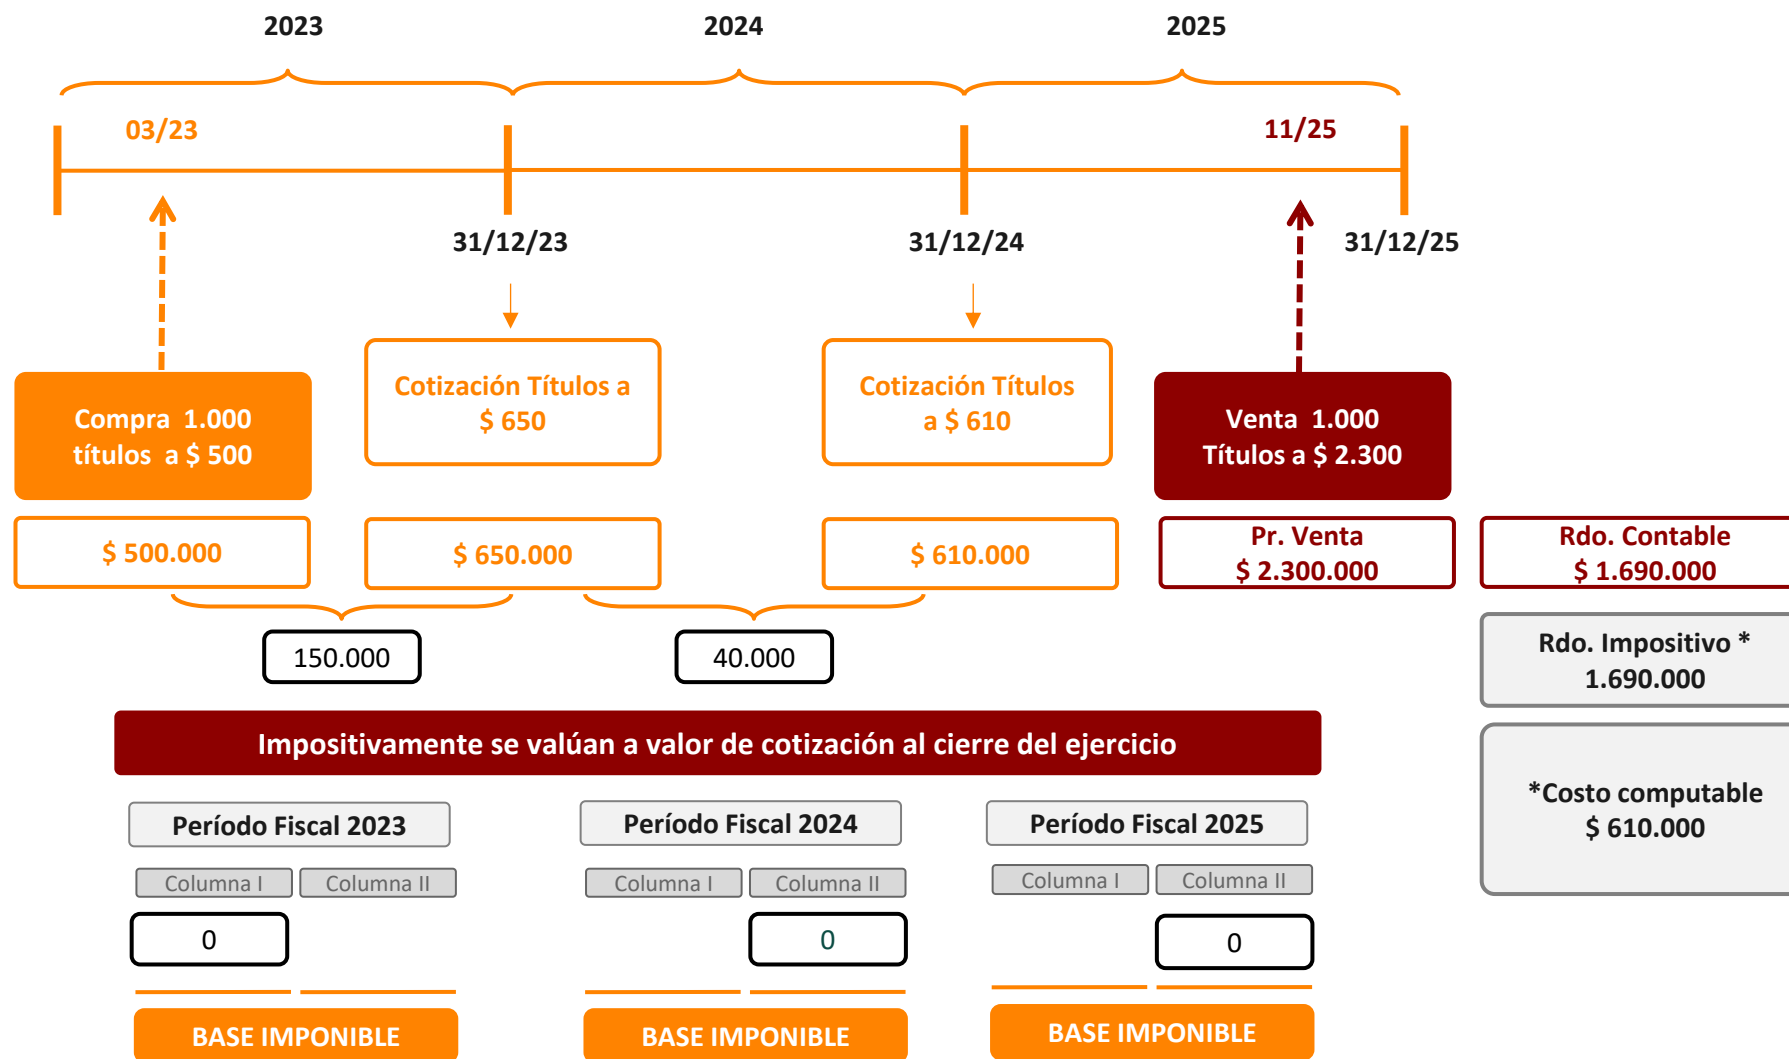 2023
2024
2025
03/23
11/25
31/12/23
31/12/24
31/12/25
Compra 1.000
títulos a $ 500
Cotización Títulos a
$ 650
Cotización Títulos
a $ 610
Venta 1.000
Títulos a $ 2.300
$ 500.000
$ 650.000
$ 610.000
Pr. Venta
$ 2.300.000
Rdo. Contable
$ 1.690.000
150.000
40.000
Rdo. Impositivo *
1.690.000
Impositivamente se valúan a valor de cotización al cierre del ejercicio
*Costo computable
$ 610.000
Período Fiscal 2023
Período Fiscal 2024
Período Fiscal 2025
Columna I
Columna II
Columna I
Columna II
Columna I
Columna II
0
0
0
BASE IMPONIBLE
BASE IMPONIBLE
BASE IMPONIBLE